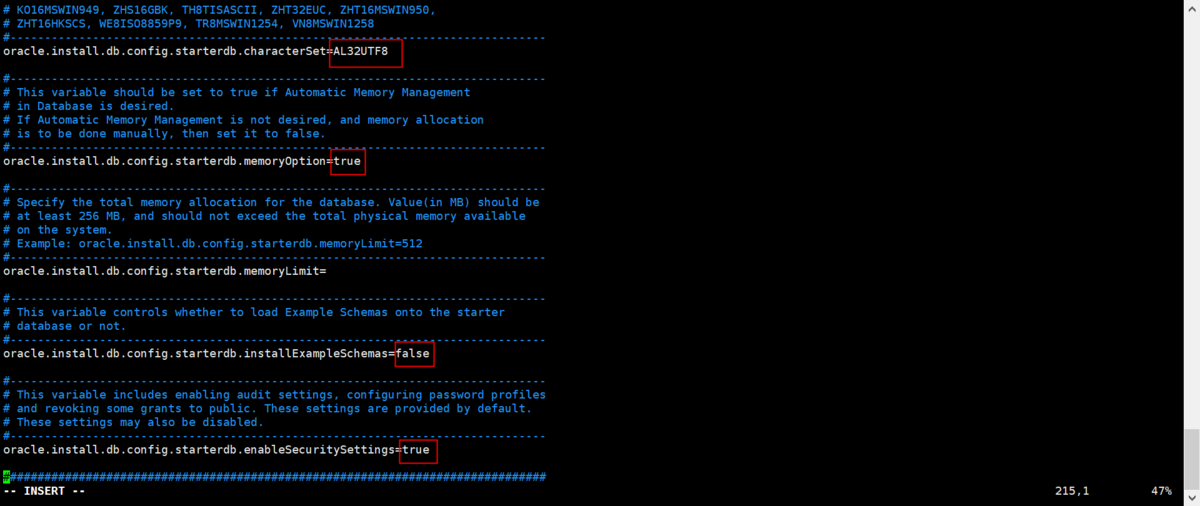 # KO16MSWIN949, ZHS16GBK, TH8TISASCII, ZHT32EUC, ZHT16MSWIN950,
# ZHT16HKSCS, WE8ISO8859P9, TR8MSWIN1254, VN8MSWIN1258
#------------------------------------------------------------------------------
oracle.install.db.config.starterdb.characterSet=AL32UTF8
#------------------------------------------------------------------------------
# This variable should be set to true if Automatic Memory Management
# in Database is desired.
# If Automatic Memory Management is not desired, and memory allocation
# is to be done manually, then set it to false.
#------------------------------------------------------------------------------
oracle.install.db.config.starterdb.memoryOption=true
#------------------------------------------------------------------------------
# Specify the total memory allocation for the database. Value(in MB) should be
# at least 256 MB, and should not exceed the total physical memory available
# on the system.
# Example: oracle.install.db.config.starterdb.memoryLimit=512
#------------------------------------------------------------------------------
oracle.install.db.config.starterdb.memoryLimit=
#------------------------------------------------------------------------------
# This variable controls whether to load Example Schemas onto the starter
# database or not.
#------------------------------------------------------------------------------
oracle.install.db.config.starterdb.installExampleSchemas=false
#------------------------------------------------------------------------------
# This variable includes enabling audit settings, configuring password profiles
# and revoking some grants to public. These settings are provided by default.
# These settings may also be disabled.
#------------------------------------------------------------------------------
oracle.install.db.config.starterdb.enableSecuritySettings=true
###############################################################################
-- INSERT -- 215,1 47%